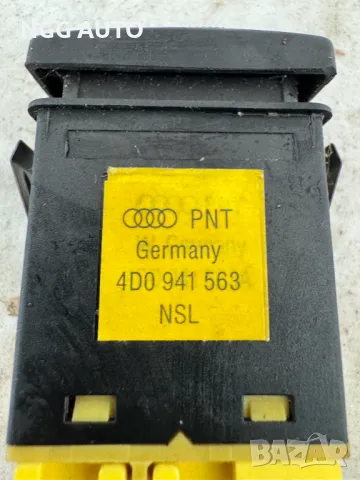 NGG AUTO
PNT
Germany
4D0 941 563
NSL
bazar